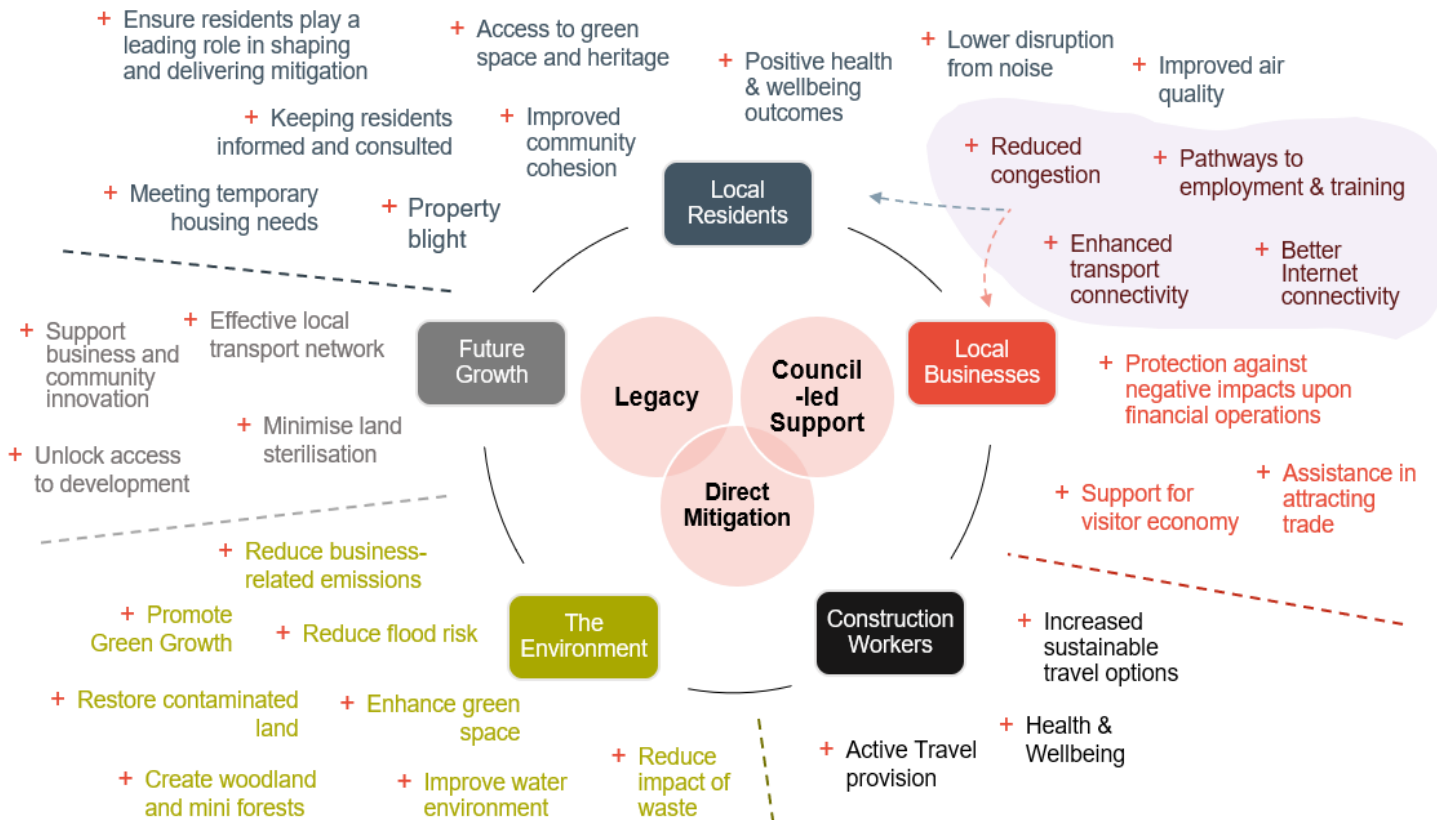 + Ensure residents play a
leading role in shaping
and delivering mitigation
+ Access to green
space and heritage
+ Positive health
& wellbeing
outcomes
+ Lower disruption
from noise
+ Improved air
quality
+ Keeping residents
informed and consulted
+ Improved
community
cohesion
+ Meeting temporary
housing needs
+ Property
blight
Local
Residents
+ Reduced
congestion
+ Pathways to
employment & training
+ Enhanced
transport
connectivity
+ Better
Internet
connectivity
+ Support
business and
community
innovation
+ Effective local
transport network
+ Minimise land
sterilisation
+ Unlock access
to development
Future
Growth
Legacy
Council
-led
Support
Direct
Mitigation
Local
Businesses
+ Protection against
negative impacts upon
financial operations
+ Support for
visitor economy
+ Assistance in
attracting
trade
+ Reduce business-
related emissions
+ Promote
Green Growth
+ Reduce flood risk
The
Environment
+ Restore contaminated
land
+ Enhance green
space
+ Create woodland
and mini forests
+ Improve water
environment
+ Reduce
impact of
waste
Construction
Workers
+ Increased
sustainable
travel options
+ Health &
Wellbeing
+ Active Travel
provision